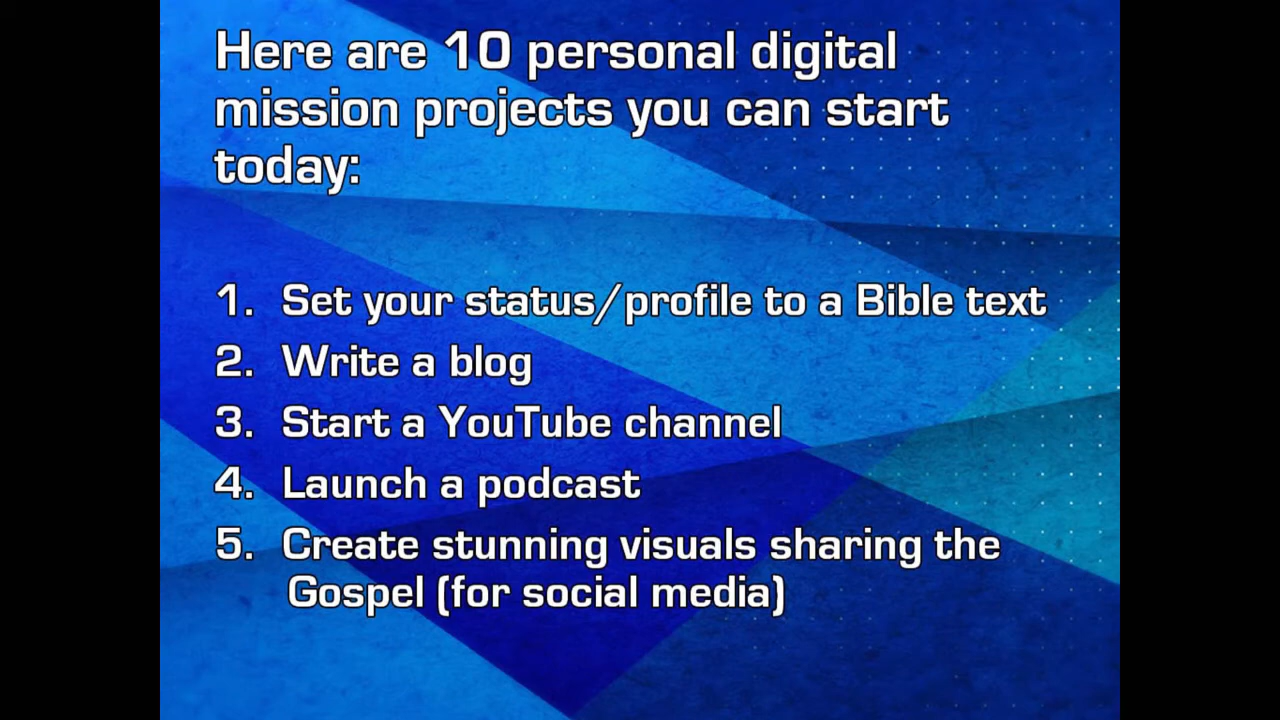 Here are 10 personal digital
mission projects you can start
today:
1. Set your status/profile to a Bible text
2. Write a blog
3. Start a YouTube channel
4. Launch a podcast
5. Create stunning visuals sharing the
Gospel (for social media)